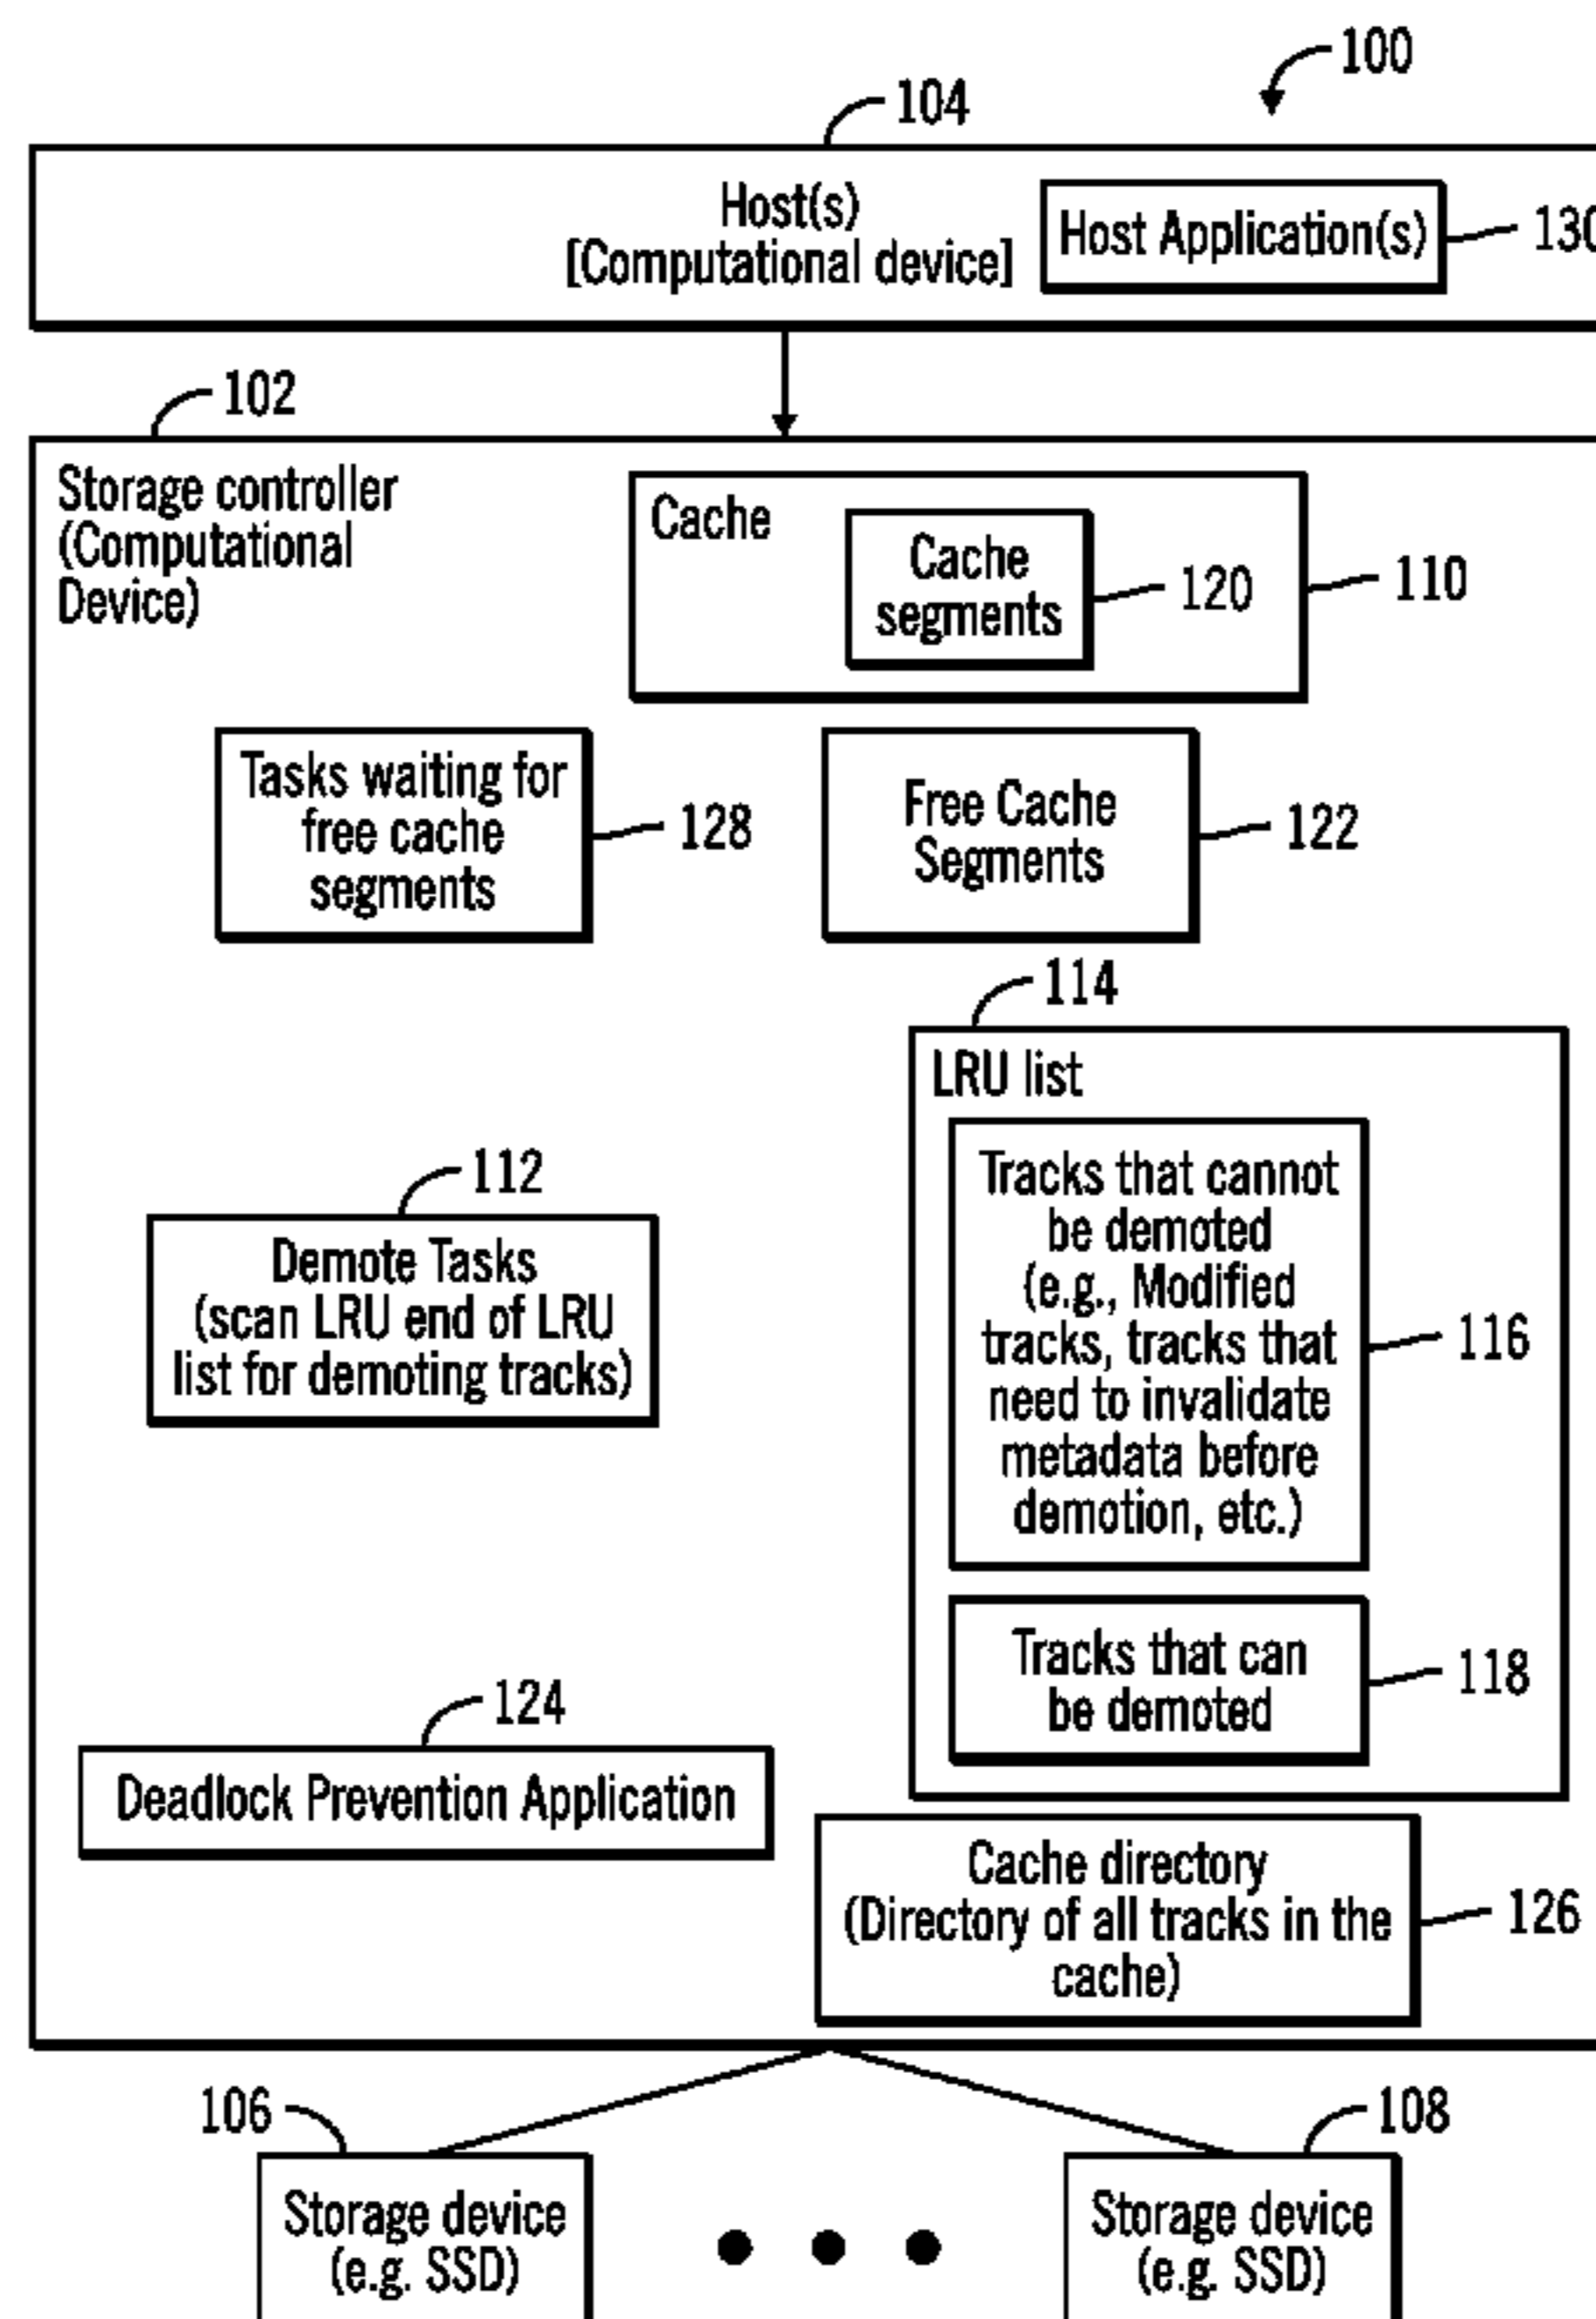 100
104
Host(s)
[Computational device]
Host Application(s)
130
102
Storage controller
(Computational
Device)
Cache
Cache
segments
120
110
Tasks waiting for
free cache
segments
128
Free Cache
Segments
122
114
LRU list
Tracks that cannot
be demoted
(e.g., Modified
tracks, tracks that
need to invalidate
metadata before
demotion, etc.)
116
112
Demote Tasks
(scan LRU end of LRU
list for demoting tracks)
Tracks that can
be demoted
118
124
Deadlock Prevention Application
Cache directory
(Directory of all tracks in the
cache)
126
106
108
Storage device
(e.g. SSD)
Storage device
(e.g. SSD)